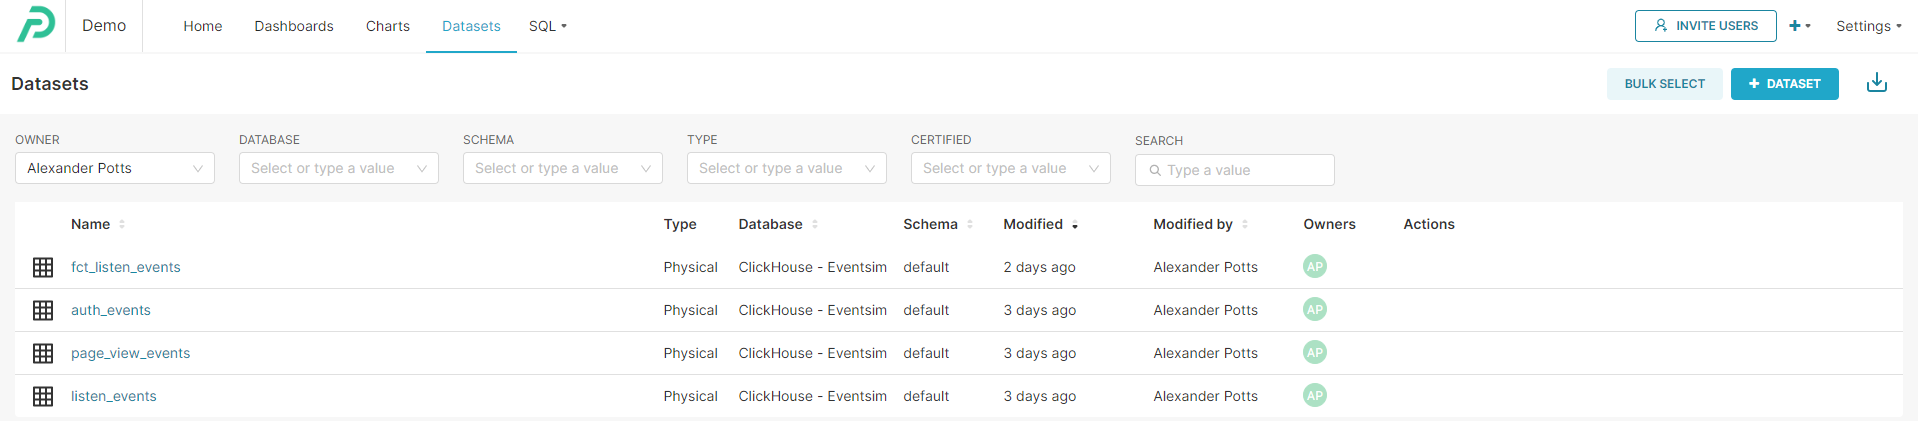 Demo Home Dashboards Charts Datasets SQL INVITE USERS + Settings
Datasets BULK SELECT + DATASET
OWNER DATABASE SCHEMA TYPE CERTIFIED SEARCH
Alexander Potts Select or type a value Select or type a value Select or type a value Select or type a value Type a value
Name Type Database Schema Modified Modified by Owners Actions
fct_listen_events Physical ClickHouse - Eventsim default 2 days ago Alexander Potts AP
auth_events Physical ClickHouse - Eventsim default 3 days ago Alexander Potts AP
page_view_events Physical ClickHouse - Eventsim default 3 days ago Alexander Potts AP
listen_events Physical ClickHouse - Eventsim default 3 days ago Alexander Potts AP